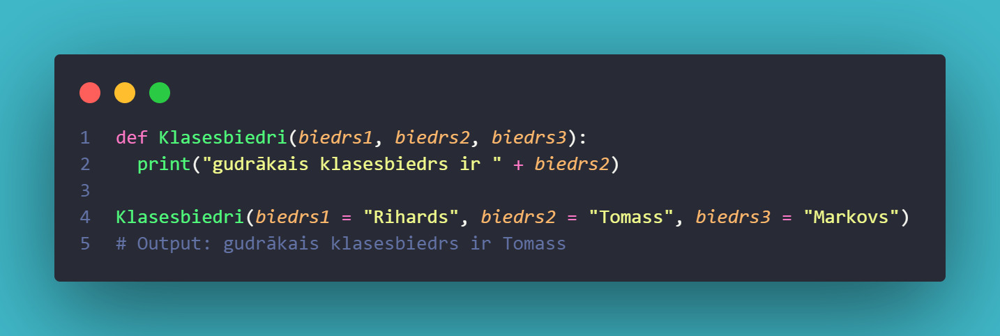 1 def Klasesbiedri(biedrs1, biedrs2, biedrs3):
2   print("gudrākais klasesbiedrs ir " + biedrs2)
3
4 Klasesbiedri(biedrs1 = "Rihards", biedrs2 = "Tomass", biedrs3 = "Markovs")
5 # Output: gudrākais klasesbiedrs ir Tomass